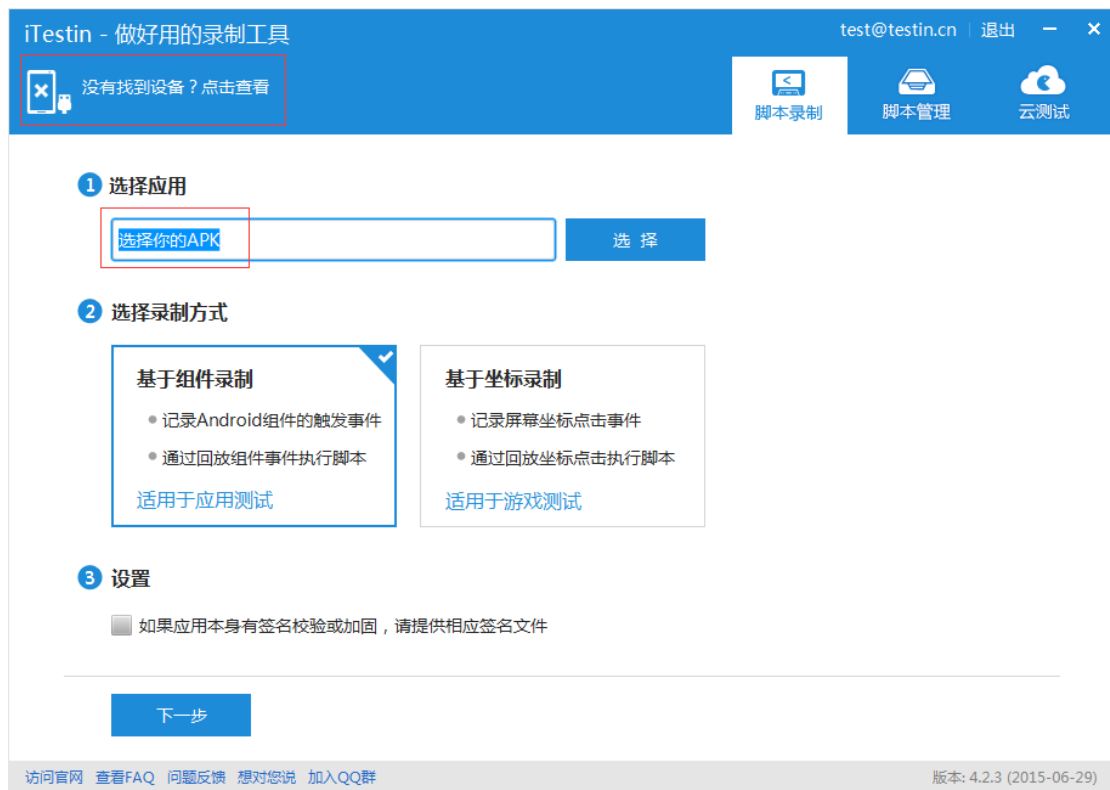 iTestin - 做好用的录制工具
test@testin.cn | 退出
没有找到设备？点击查看
脚本录制 脚本管理 云测试
1 选择应用
选择你的APK 选 择
2 选择录制方式
基于组件录制 基于坐标录制
记录Android组件的触发事件 记录屏幕坐标点击事件
通过回放组件事件执行脚本 通过回放坐标点击执行脚本
适用于应用测试 适用于游戏测试
3 设置
如果应用本身有签名校验或加固，请提供相应签名文件
下一步
访问官网 查看FAQ 问题反馈 想对您说 加入QQ群 版本: 4.2.3 (2015-06-29)